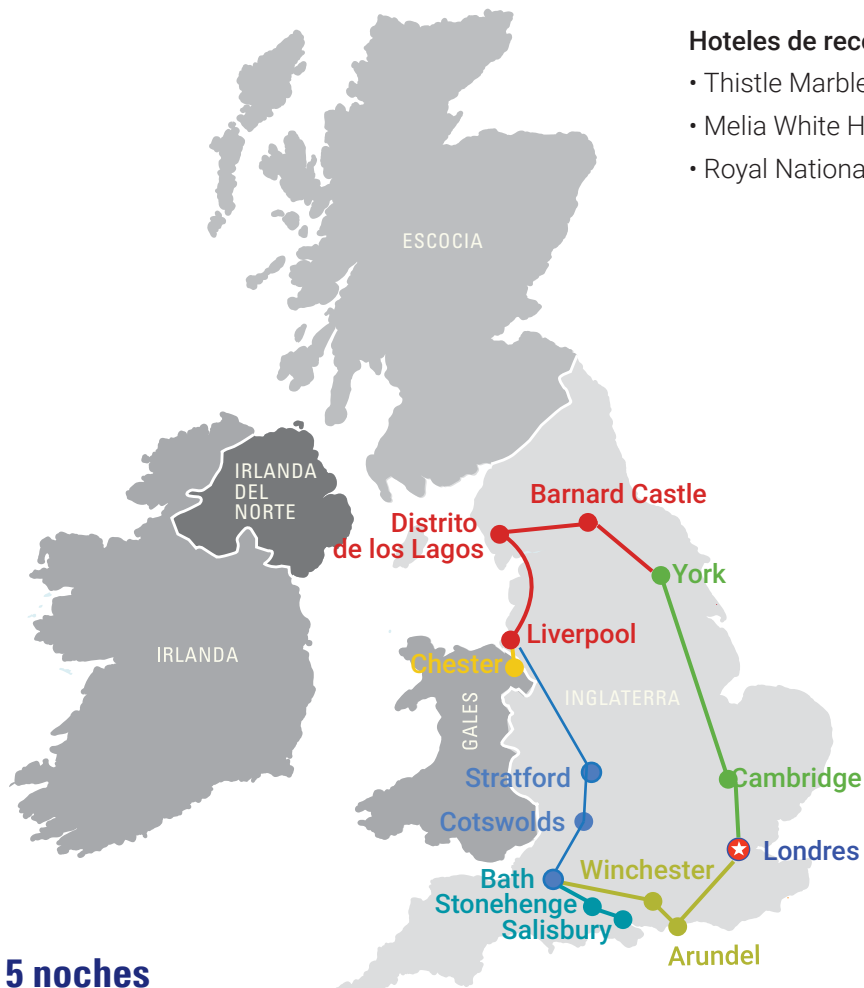 Hoteles de reco
• Thistle Marble
• Melia White H
• Royal Nationa
ESCOCIA
IRLANDA
DEL
NORTE
Barnard Castle
Distrito
de los Lagos
York
Liverpool
IRLANDA
Chester
INGLATERRA
GALES
Stratford
Cambridge
Cotswolds
Londres
Winchester
Bath
Stonehenge
Salisbury
Arundel
5 noches